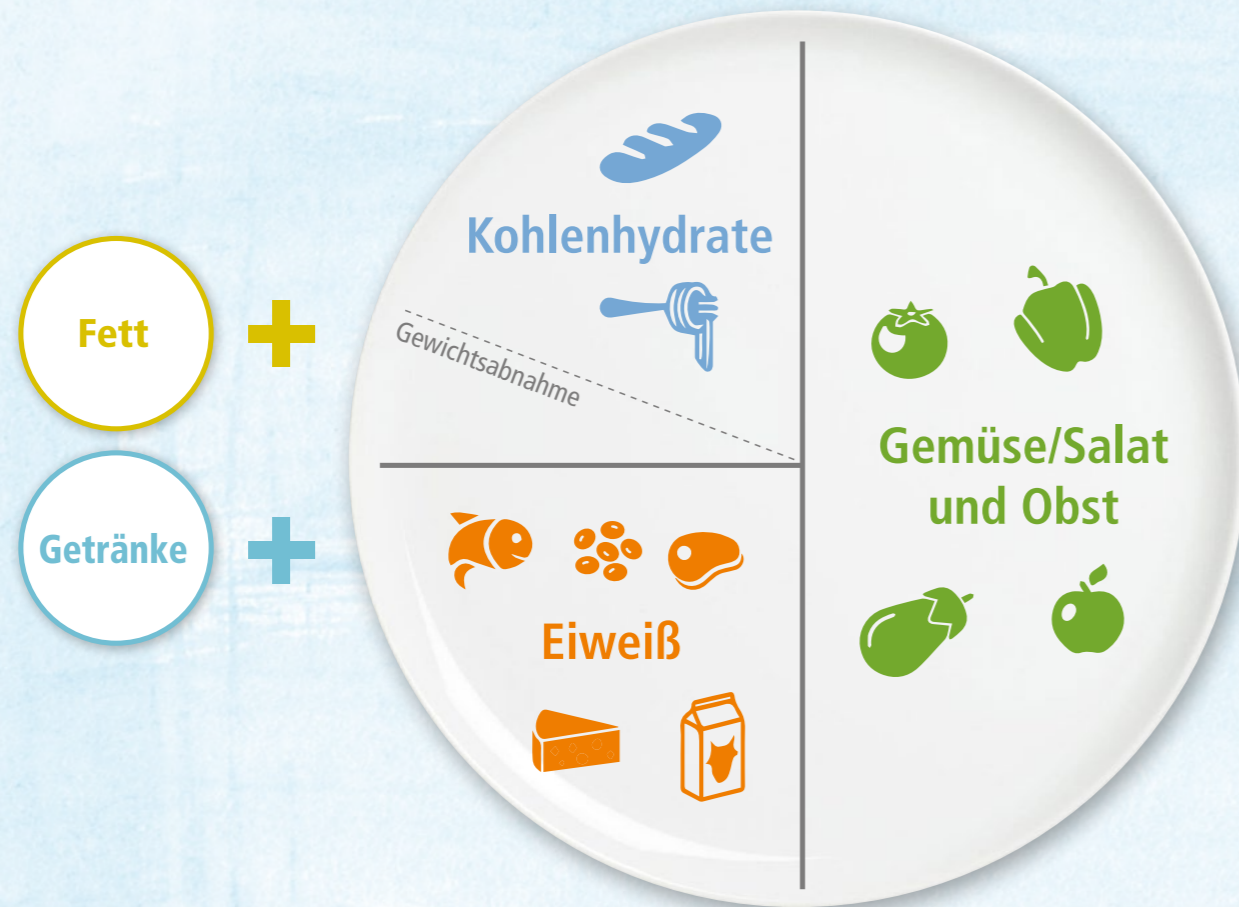 Kohlenhydrate
Gewichtsabnahme
Fett
Getränke
Eiweiß
Gemüse/Salat
und Obst